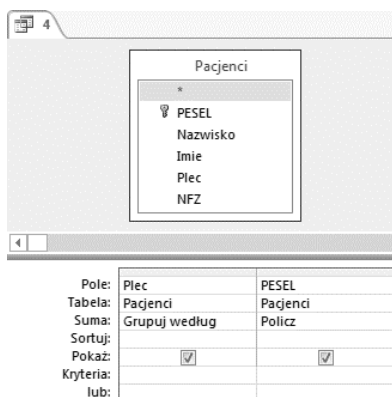 4
Pacjenci
*
PESEL
Nazwisko
Imie
Plec
NFZ
Pole: Plec PESEL
Tabela: Pacjenci Pacjenci
Suma: Grupuj według Policz
Sortuj:
Pokaż:
Kryteria:
lub: